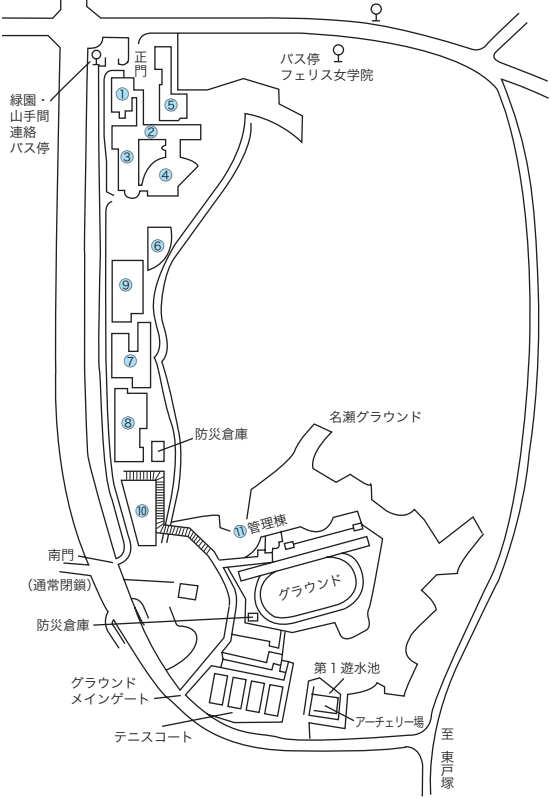 正門
バス停
フェリス女学院
緑園・
山手間
連絡
バス停
①
⑤
②
③
④
⑥
⑨
⑦
⑧
防災倉庫
名瀬グラウンド
⑩
⑪管理棟
南門
（通常閉鎖）
グラウンド
防災倉庫
第１遊水池
グラウンド
メインゲート
アーチェリー場
テニスコート
至 東戸塚